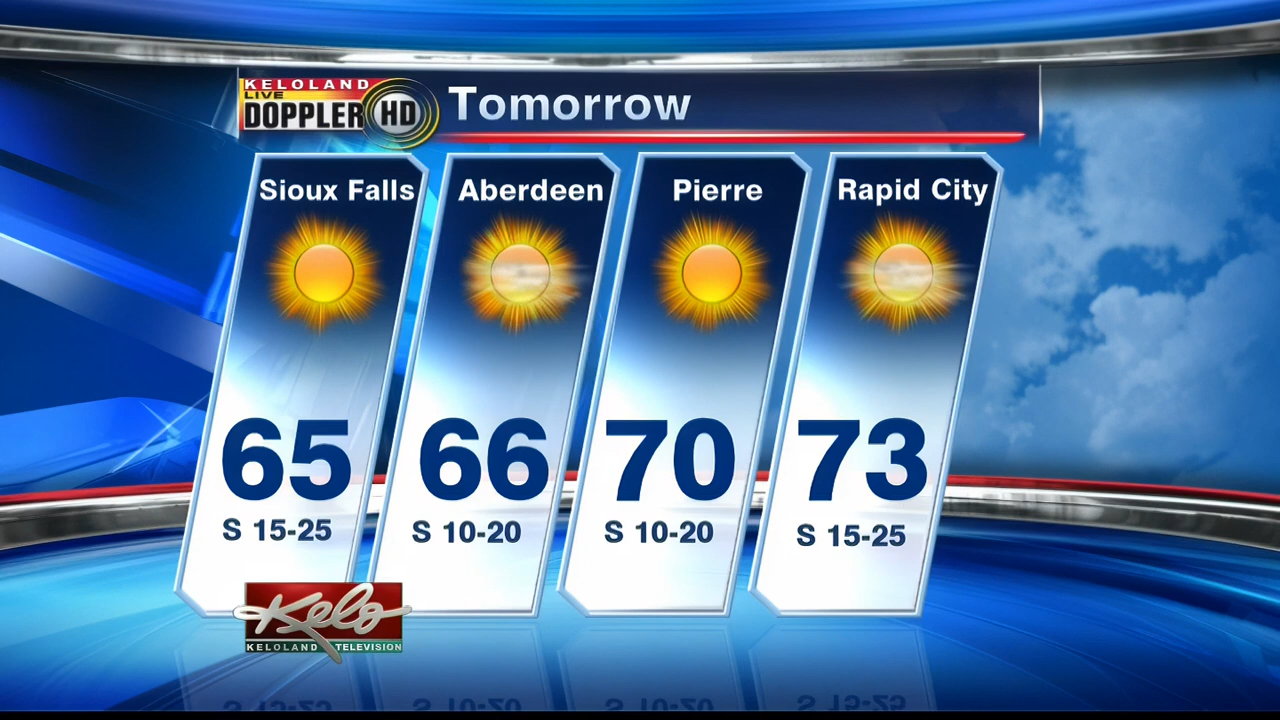 KELOLAND
LIVE
DOPPLER HD
Tomorrow
Sioux Falls
Aberdeen
Pierre
Rapid City
65
66
70
73
S 15-25
S 10-20
S 10-20
S 15-25
Kelo
KELOLAND TELEVISION